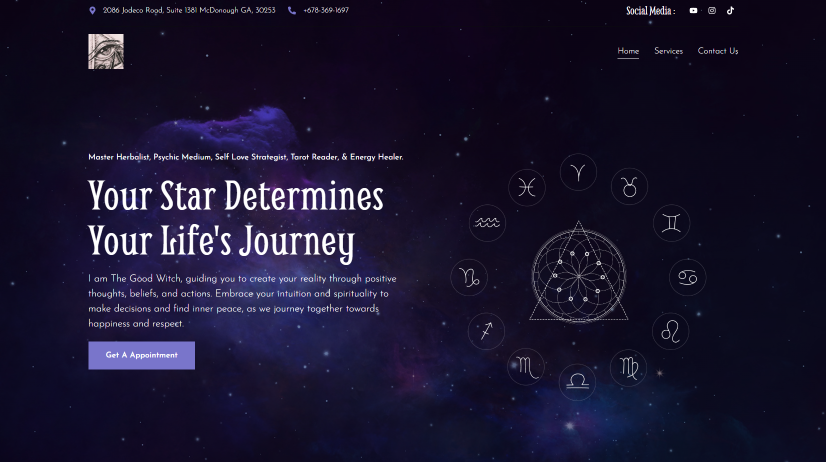 2086 Jodeco Road, Suite 1381 McDonough GA, 30253
+678-369-1697
Social Media :
Home
Services
Contact Us
Master Herbalist, Psychic Medium, Self Love Strategist, Tarot Reader, & Energy Healer.
Your Star Determines
Your Life's Journey
I am The Good Witch, guiding you to create your reality through positive
thoughts, beliefs, and actions. Embrace your intuition and spirituality to
make decisions and find inner peace, as we journey together towards
happiness and respect.
Get A Appointment